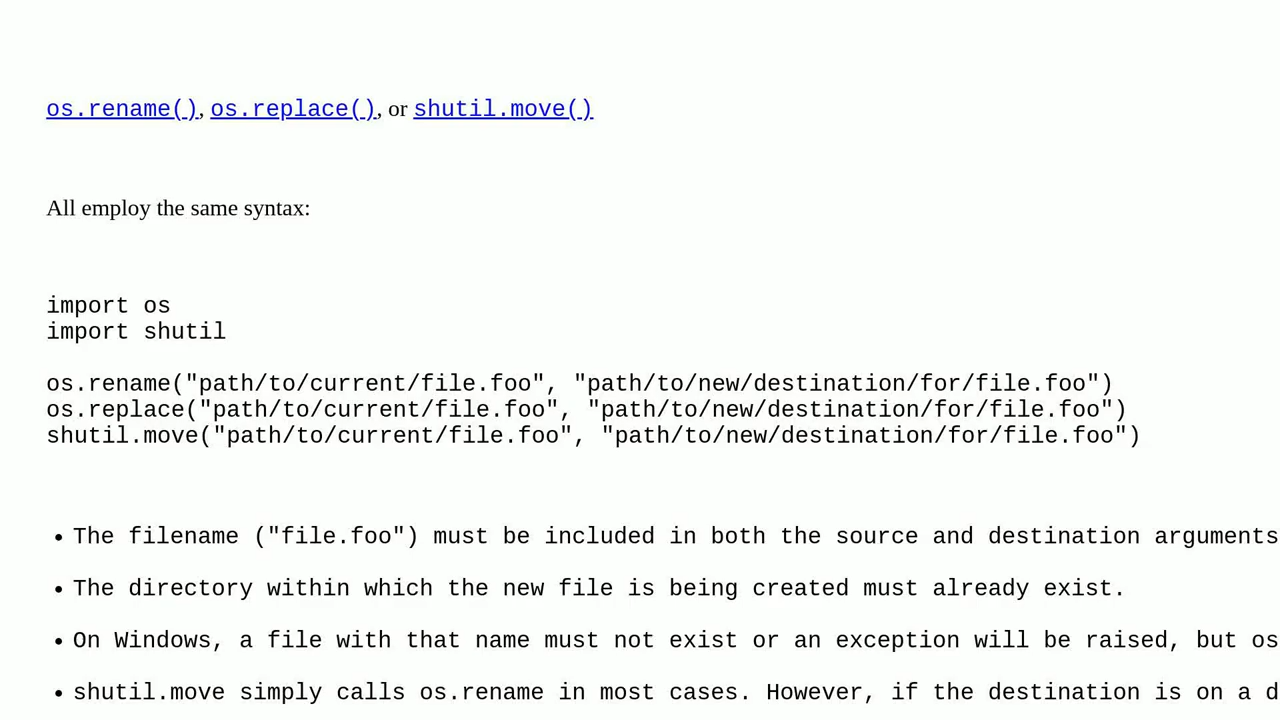 os.rename(), os.replace(), or shutil.move()
All employ the same syntax:
import os
import shutil
os.rename("path/to/current/file.foo", "path/to/new/destination/for/file.foo")
os.replace("path/to/current/file.foo", "path/to/new/destination/for/file.foo")
shutil.move("path/to/current/file.foo", "path/to/new/destination/for/file.foo")
• The filename ("file.foo") must be included in both the source and destination arguments
• The directory within which the new file is being created must already exist.
• On Windows, a file with that name must not exist or an exception will be raised, but os
• shutil.move simply calls os.rename in most cases. However, if the destination is on a d